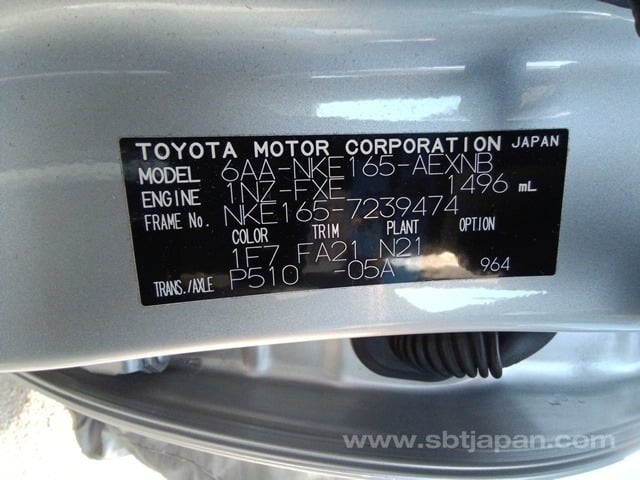 TOYOTA MOTOR CORPORATION JAPAN
MODEL 6AA-NKE165-AEXNB
ENGINE 1NZ-FXE 1496 mL
FRAME No. NKE165-7239474
COLOR TRIM PLANT OPTION
1F7 FA21 N21
TRANS./AXLE P510 -05A 964
www.sbtjapan.com